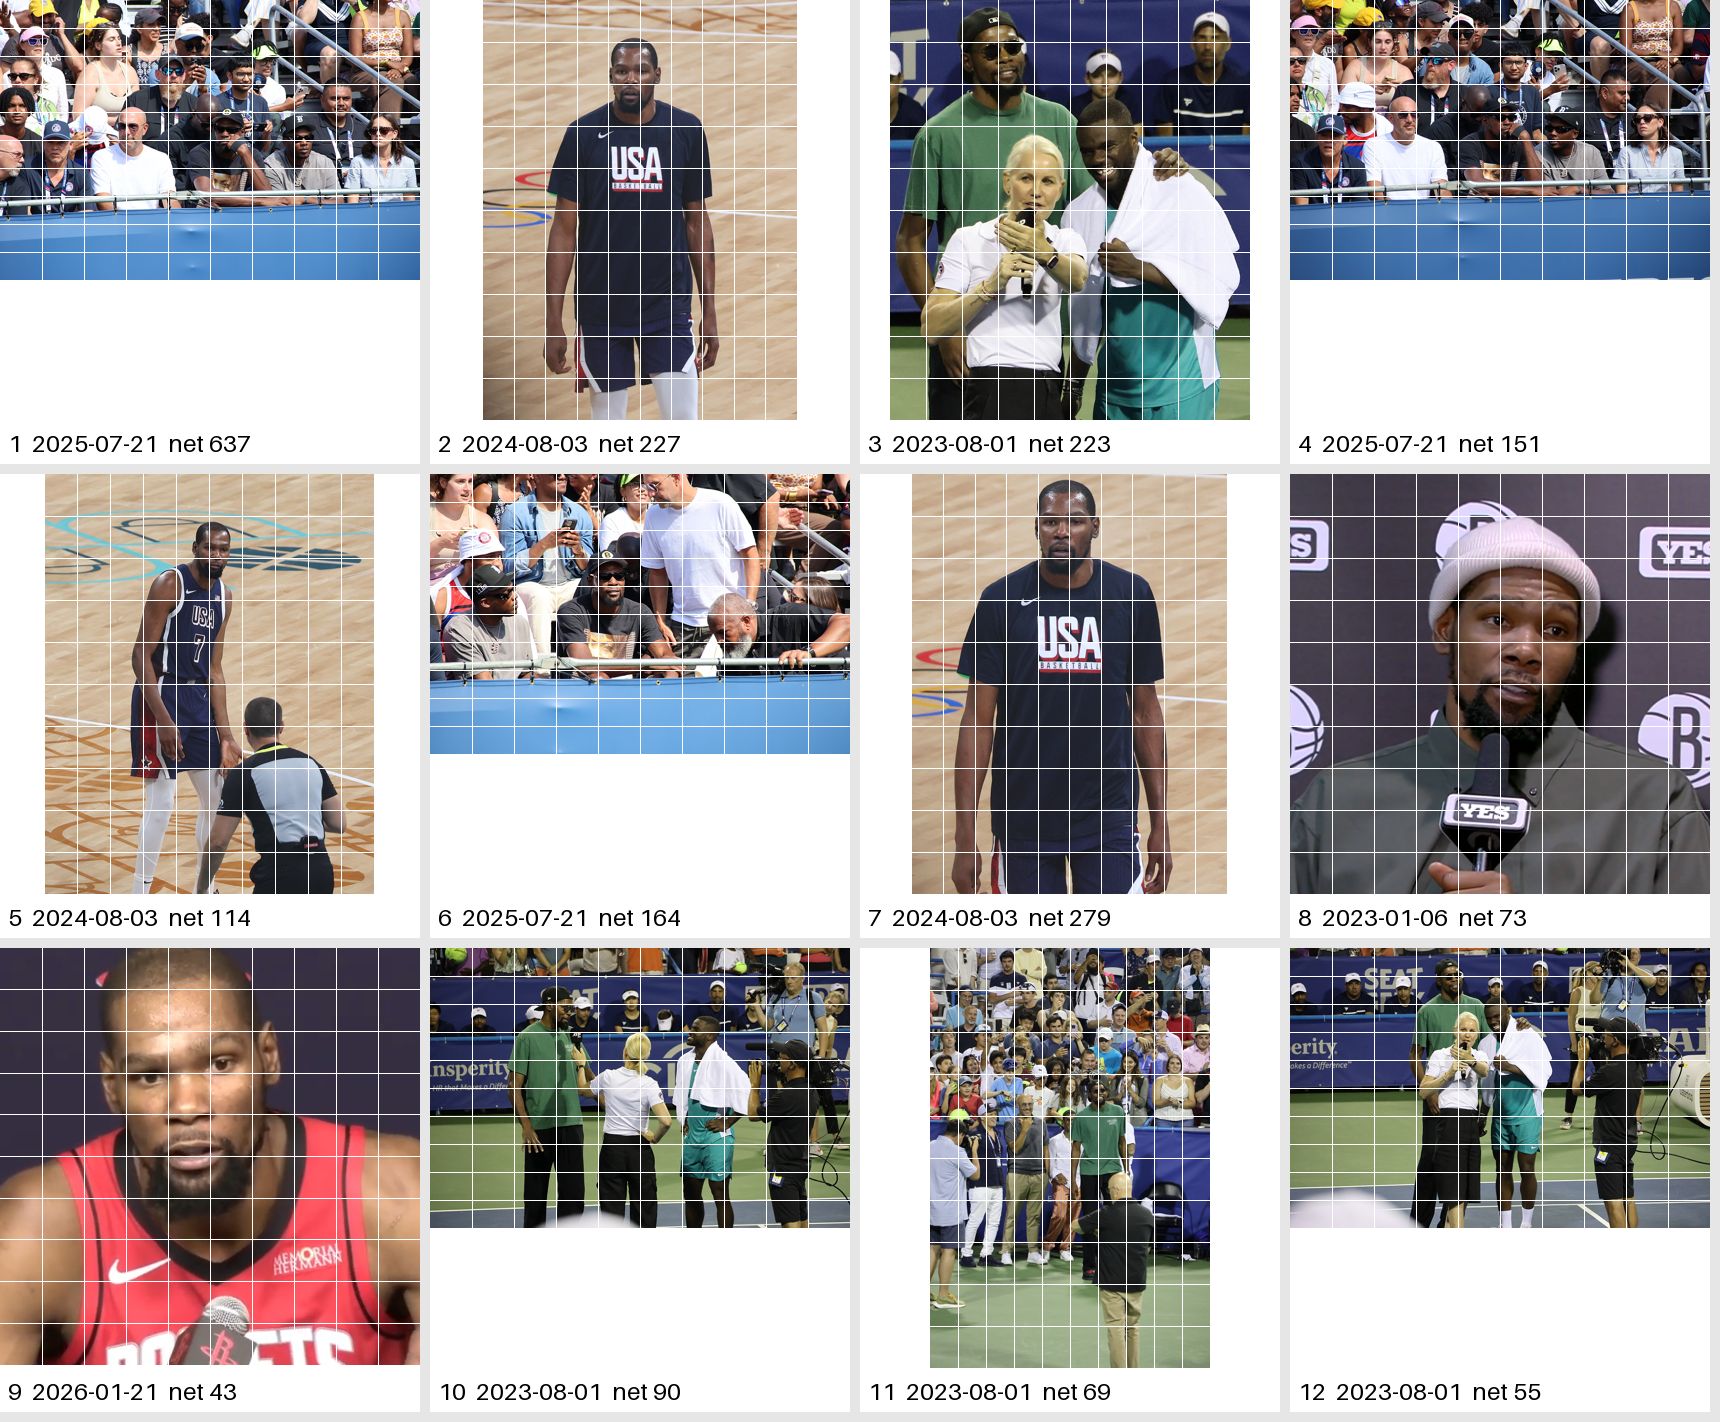 1 2025-07-21 net 637
USA
BASKETBALL
2 2024-08-03 net 227
3 2023-08-01 net 223
4 2025-07-21 net 151
USA
7
5 2024-08-03 net 114
6 2025-07-21 net 164
USA
BASKETBALL
7 2024-08-03 net 279
YES
B
YES
8 2023-01-06 net 73
MEMORIAL
HERMANN
R
9 2026-01-21 net 43
nsperity
10 2023-08-01 net 90
11 2023-08-01 net 69
SEAT
erity
akes a Difference
12 2023-08-01 net 55